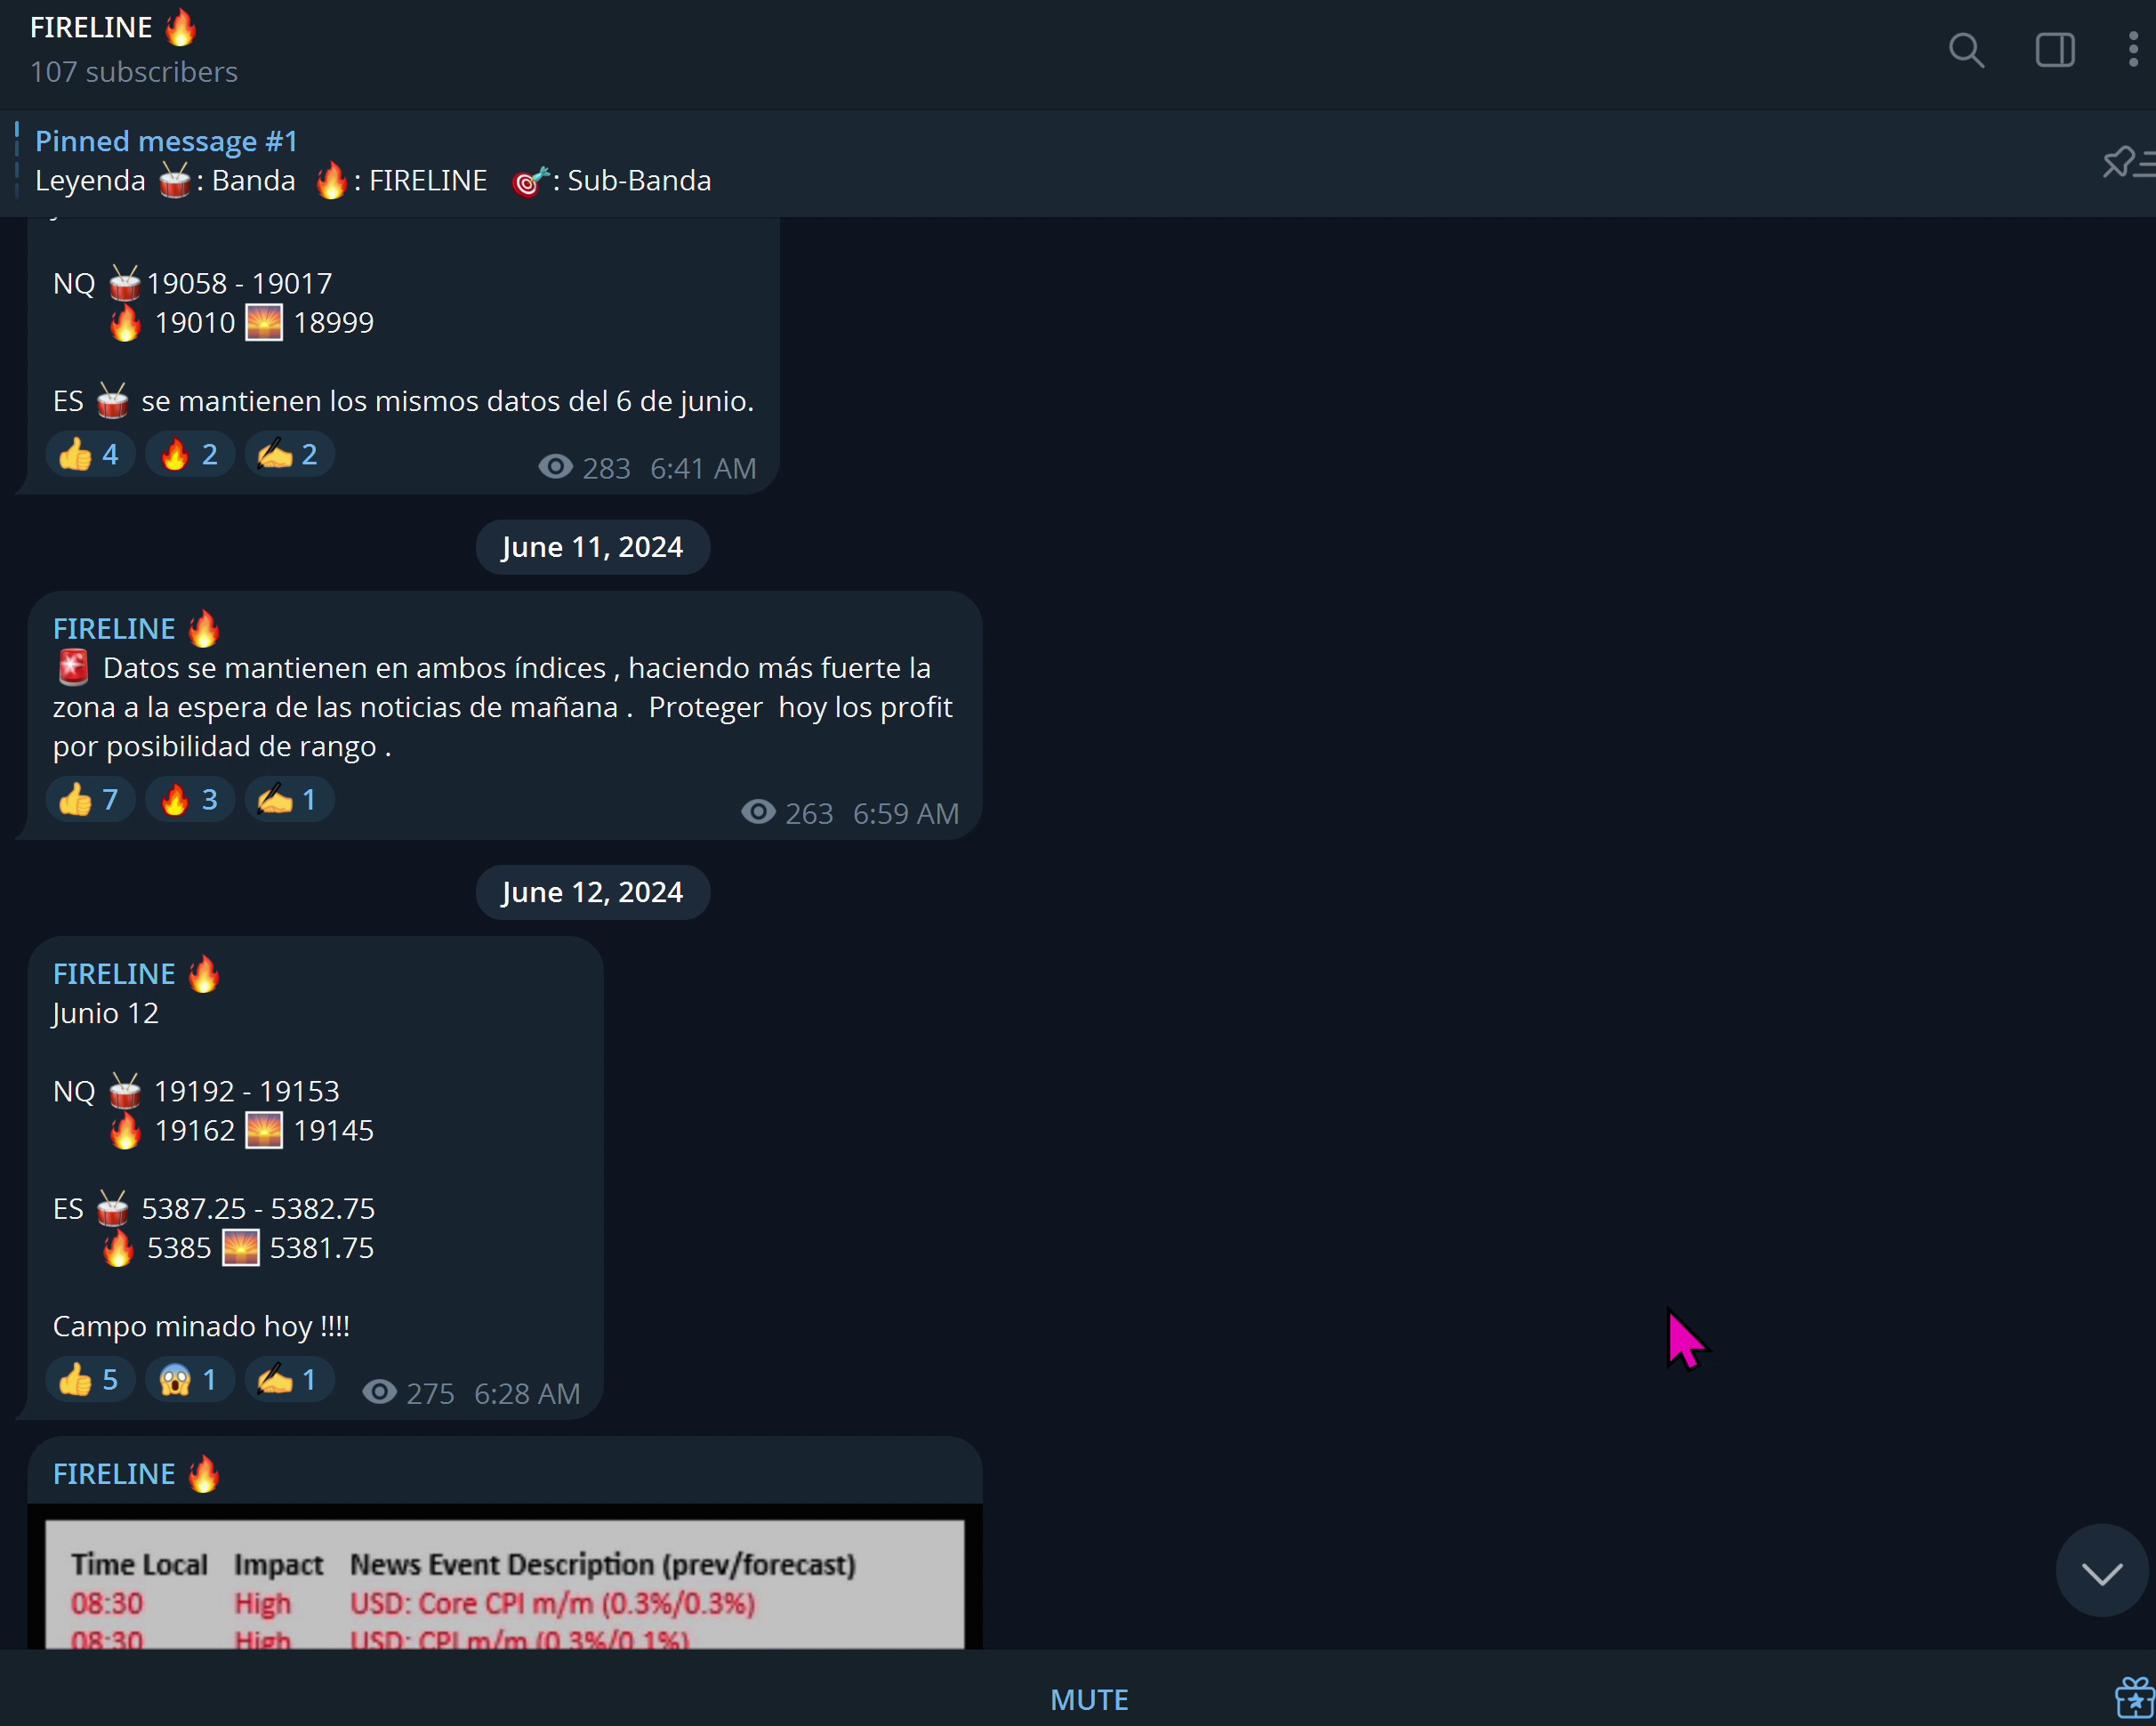 FIRELINE 🔥
107 subscribers
Pinned message #1
Leyenda 🥁: Banda 🔥: FIRELINE 🎯: Sub-Banda
NQ 🥁19058 - 19017
🔥 19010 🌅 18999
ES 🥁 se mantienen los mismos datos del 6 de junio.
👍 4 🔥 2 ✍ 2 283 6:41 AM
June 11, 2024
FIRELINE 🔥
🚨 Datos se mantienen en ambos índices , haciendo más fuerte la
zona a la espera de las noticias de mañana . Proteger hoy los profit
por posibilidad de rango .
👍 7 🔥 3 ✍ 1 263 6:59 AM
June 12, 2024
FIRELINE 🔥
Junio 12
NQ 🥁 19192 - 19153
🔥 19162 🌅 19145
ES 🥁 5387.25 - 5382.75
🔥 5385 🌅 5381.75
Campo minado hoy !!!!
👍 5 😱 1 ✍ 1 275 6:28 AM
FIRELINE 🔥
Time Local Impact News Event Description (prev/forecast)
08:30 High USD: Core CPI m/m (0.3%/0.3%)
08:30 High USD: CPI m/m (0.3%/0.1%)
MUTE